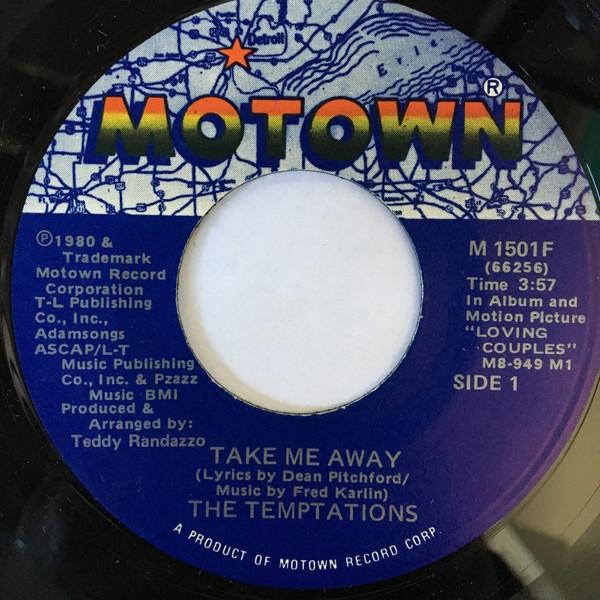 Detroit
Erie
MOTOWN®
℗1980 &
Trademark
Motown Record
Corporation
T-L Publishing
Co., Inc.,
Adamsongs
ASCAP/L-T
Music Publishing
Co., Inc. & Pzazz
Music BMI
Produced &
Arranged by:
Teddy Randazzo
M 1501F
(66256)
Time 3:57
In Album and
Motion Picture
"LOVING
COUPLES"
M8-949 M1
SIDE 1
TAKE ME AWAY
(Lyrics by Dean Pitchford/
Music by Fred Karlin)
THE TEMPTATIONS
A PRODUCT OF MOTOWN RECORD CORP.